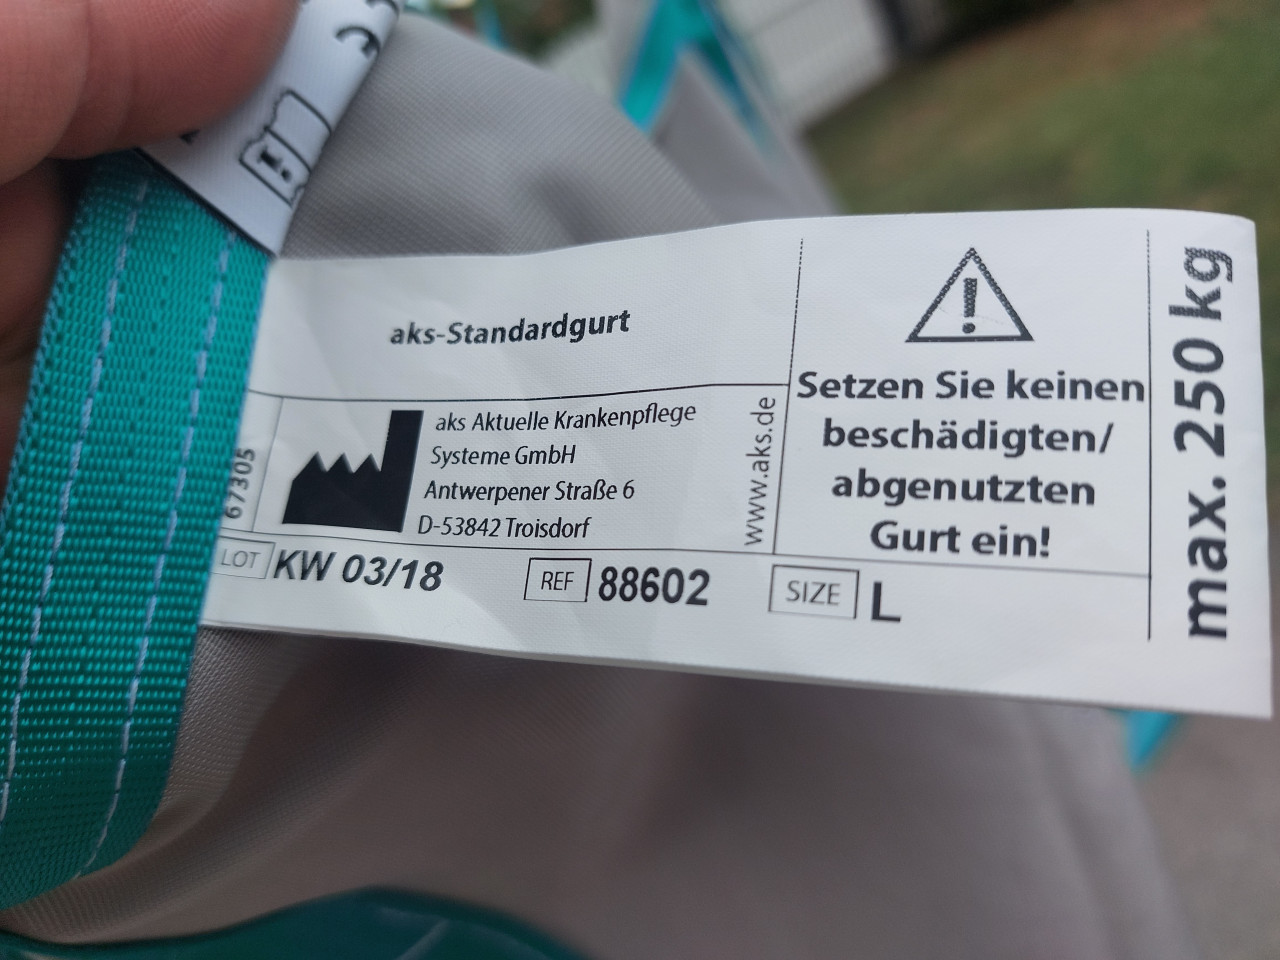 aks-Standardgurt
67305
aks Aktuelle Krankenpflege
Systeme GmbH
Antwerpener Straße 6
D-53842 Troisdorf
www.aks.de
LOT KW 03/18
REF 88602
SIZE L
Setzen Sie keinen
beschädigten/
abgenutzten
Gurt ein!
max. 250 kg